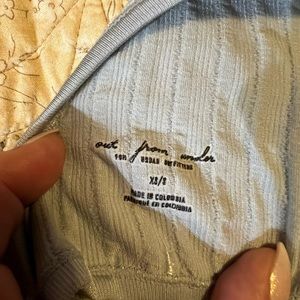 out from under
FOR URBAN OUTFITTERS
XS/S
MADE IN COLOMBIA
FABRIQUÉ EN COLOMBIE